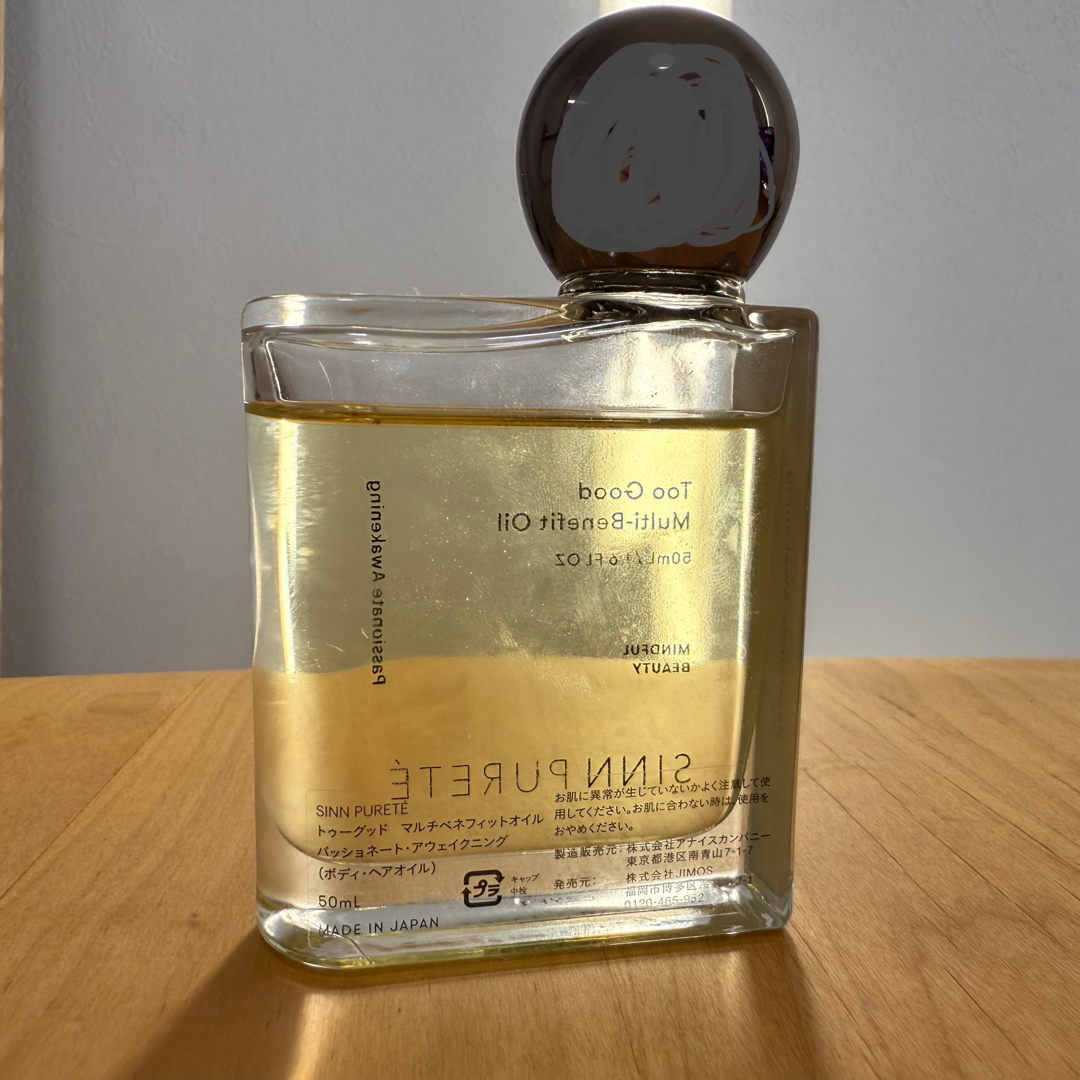 Too Good
Multi-Benefit Oil
50mL/1.6 FL OZ
Passionate Awakening
MINDFUL
BEAUTY
SINN PURETÉ
SINN PURETÉ
トゥーグッド マルチベネフィットオイル
パッショネート・アウェイクニング
(ボディ・ヘアオイル)
50mL
MADE IN JAPAN
プラ
キャップ
中栓
お肌に異常が生じていないかよく注意して使
用してください。お肌に合わない時は、使用を
おやめください。
製造販売元:株式会社アナイスカンパニー
東京都港区南青山7-1-7
発売元:株式会社JIMOS
福岡市博多区
0120-465-952